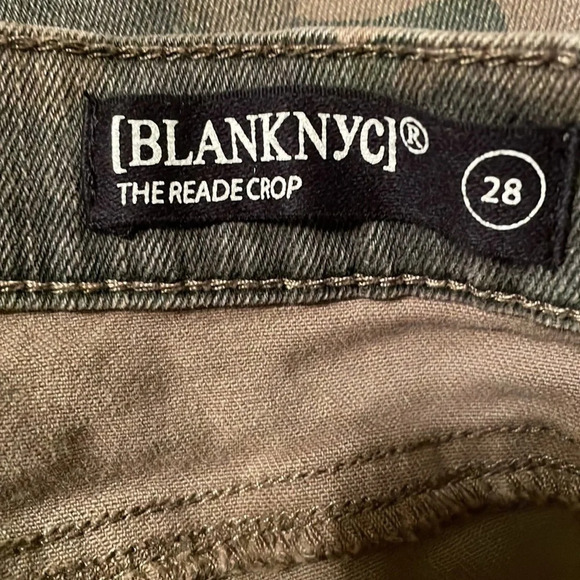 [BLANKNYC]®
THE READE CROP
28